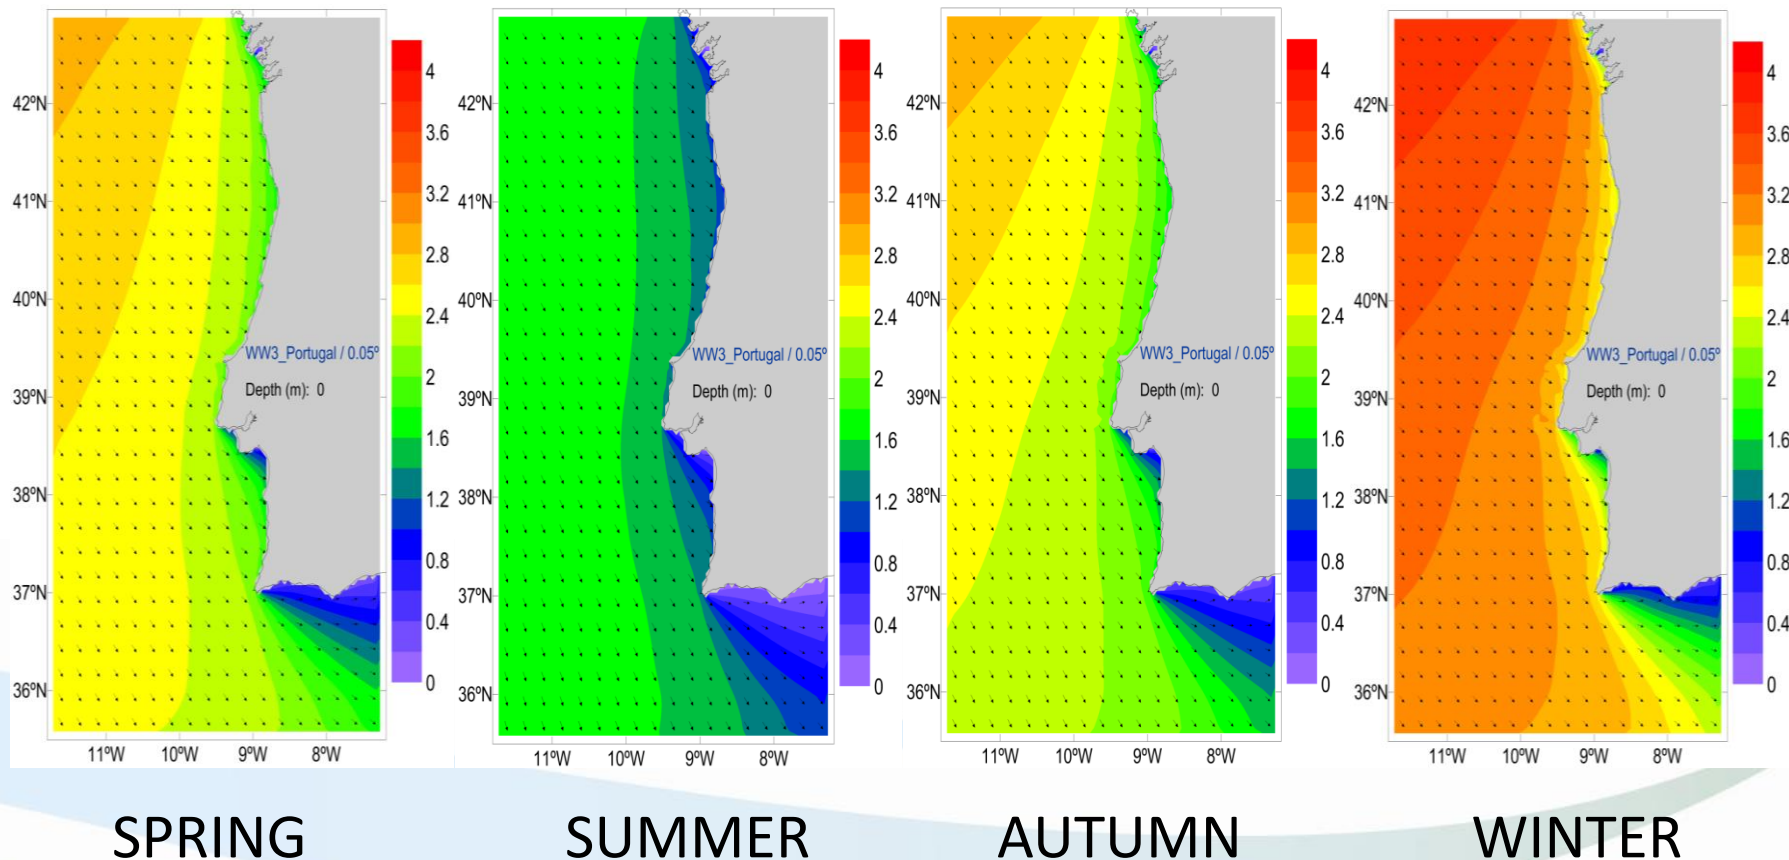 4
3.6
3.2
2.8
2.4
2
1.6
1.2
0.8
0.4
0
42ºN
41ºN
40ºN
39ºN
38ºN
37ºN
36ºN
11ºW 10ºW 9ºW 8ºW
WW3_Portugal / 0.05º
Depth (m): 0
SPRING
4
3.6
3.2
2.8
2.4
2
1.6
1.2
0.8
0.4
0
42ºN
41ºN
40ºN
39ºN
38ºN
37ºN
36ºN
11ºW 10ºW 9ºW 8ºW
WW3_Portugal / 0.05º
Depth (m): 0
SUMMER
4
3.6
3.2
2.8
2.4
2
1.6
1.2
0.8
0.4
0
42ºN
41ºN
40ºN
39ºN
38ºN
37ºN
36ºN
11ºW 10ºW 9ºW 8ºW
WW3_Portugal / 0.05º
Depth (m): 0
AUTUMN
4
3.6
3.2
2.8
2.4
2
1.6
1.2
0.8
0.4
0
42ºN
41ºN
40ºN
39ºN
38ºN
37ºN
36ºN
11ºW 10ºW 9ºW 8ºW
WW3_Portugal / 0.05º
Depth (m): 0
WINTER